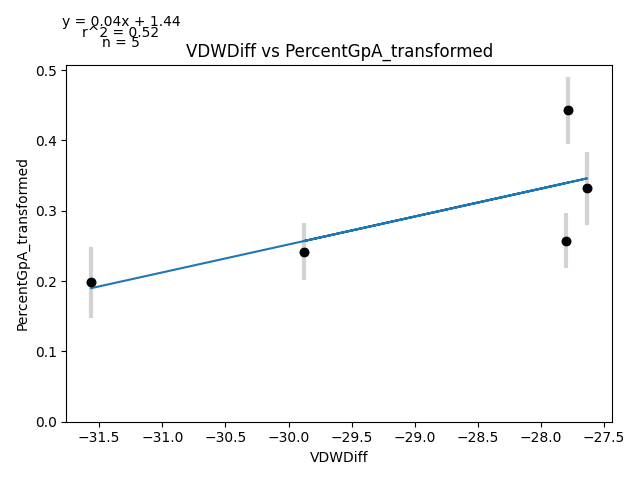 y = 0.04x + 1.44
r^2 = 0.52
n = 5
VDWDiff vs PercentGpA_transformed
0.5
0.4
0.3
0.2
0.1
0.0
PercentGpA_transformed
−31.5 −31.0 −30.5 −30.0 −29.5 −29.0 −28.5 −28.0 −27.5
VDWDiff